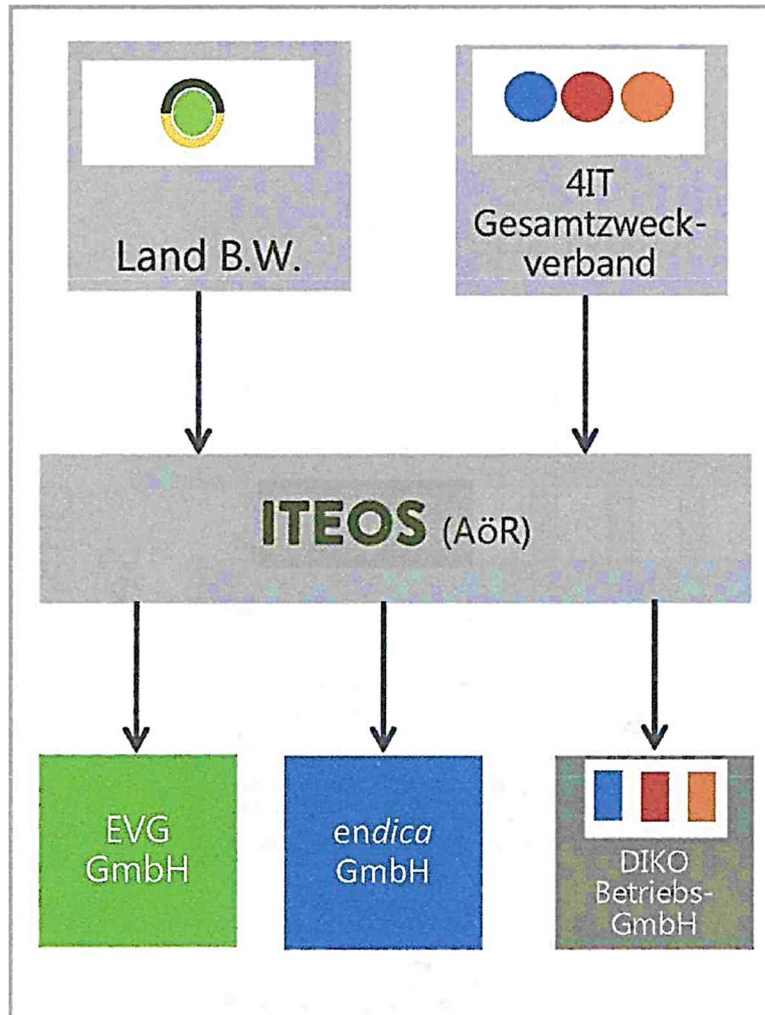 Land B.W.
4IT
Gesamtzweck-
verband
ITEOS (AöR)
EVG
GmbH
endica
GmbH
DIKO
Betriebs-
GmbH